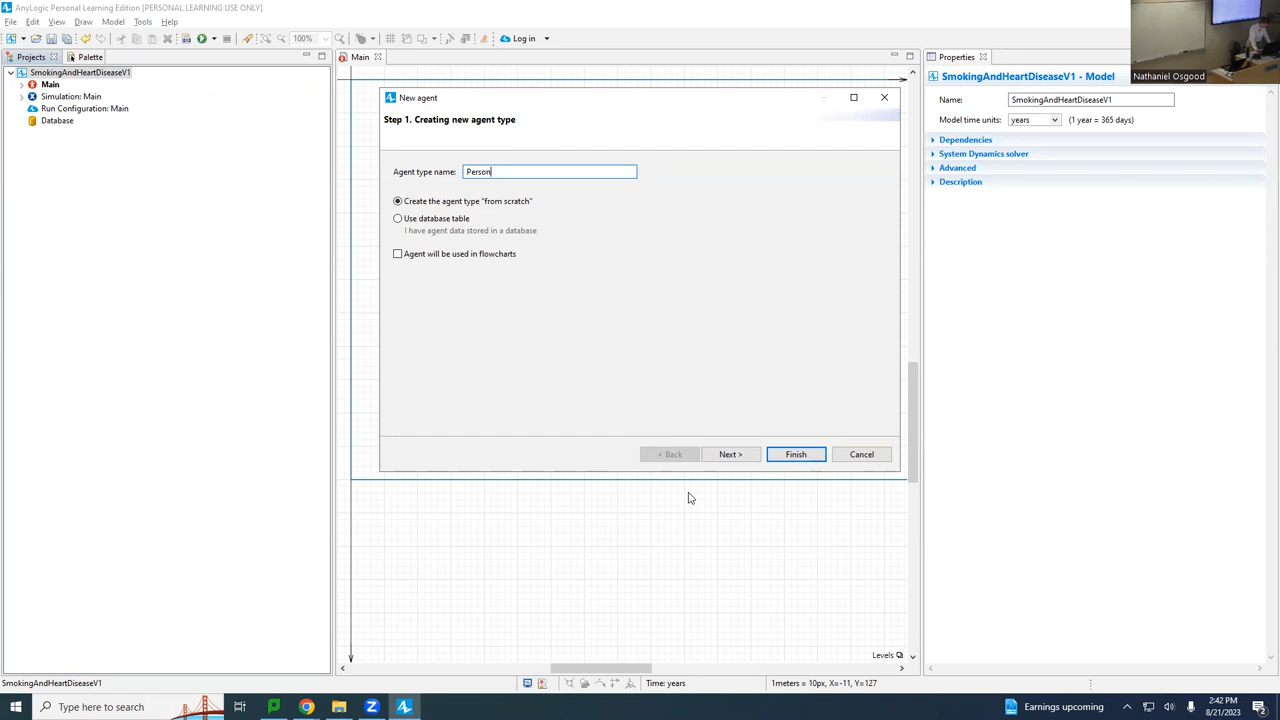 AnyLogic Personal Learning Edition [PERSONAL LEARNING USE ONLY]
File Edit View Draw Model Tools Help
100% Log in
Projects Palette
Main
Properties
SmokingAndHeartDiseaseV1
Main
Simulation: Main
Run Configuration: Main
Database
New agent
Step 1. Creating new agent type
Agent type name: Person
Create the agent type "from scratch"
Use database table
I have agent data stored in a database
Agent will be used in flowcharts
< Back Next > Finish Cancel
Levels
SmokingAndHeartDiseaseV1 - Model
Name: SmokingAndHeartDiseaseV1
Model time units: years (1 year = 365 days)
Dependencies
System Dynamics solver
Advanced
Description
Nathaniel Osgood
SmokingAndHeartDiseaseV1
Time: years
1meters = 10px, X=-11, Y=127
Type here to search
Earnings upcoming
2:42 PM
8/21/2023
2